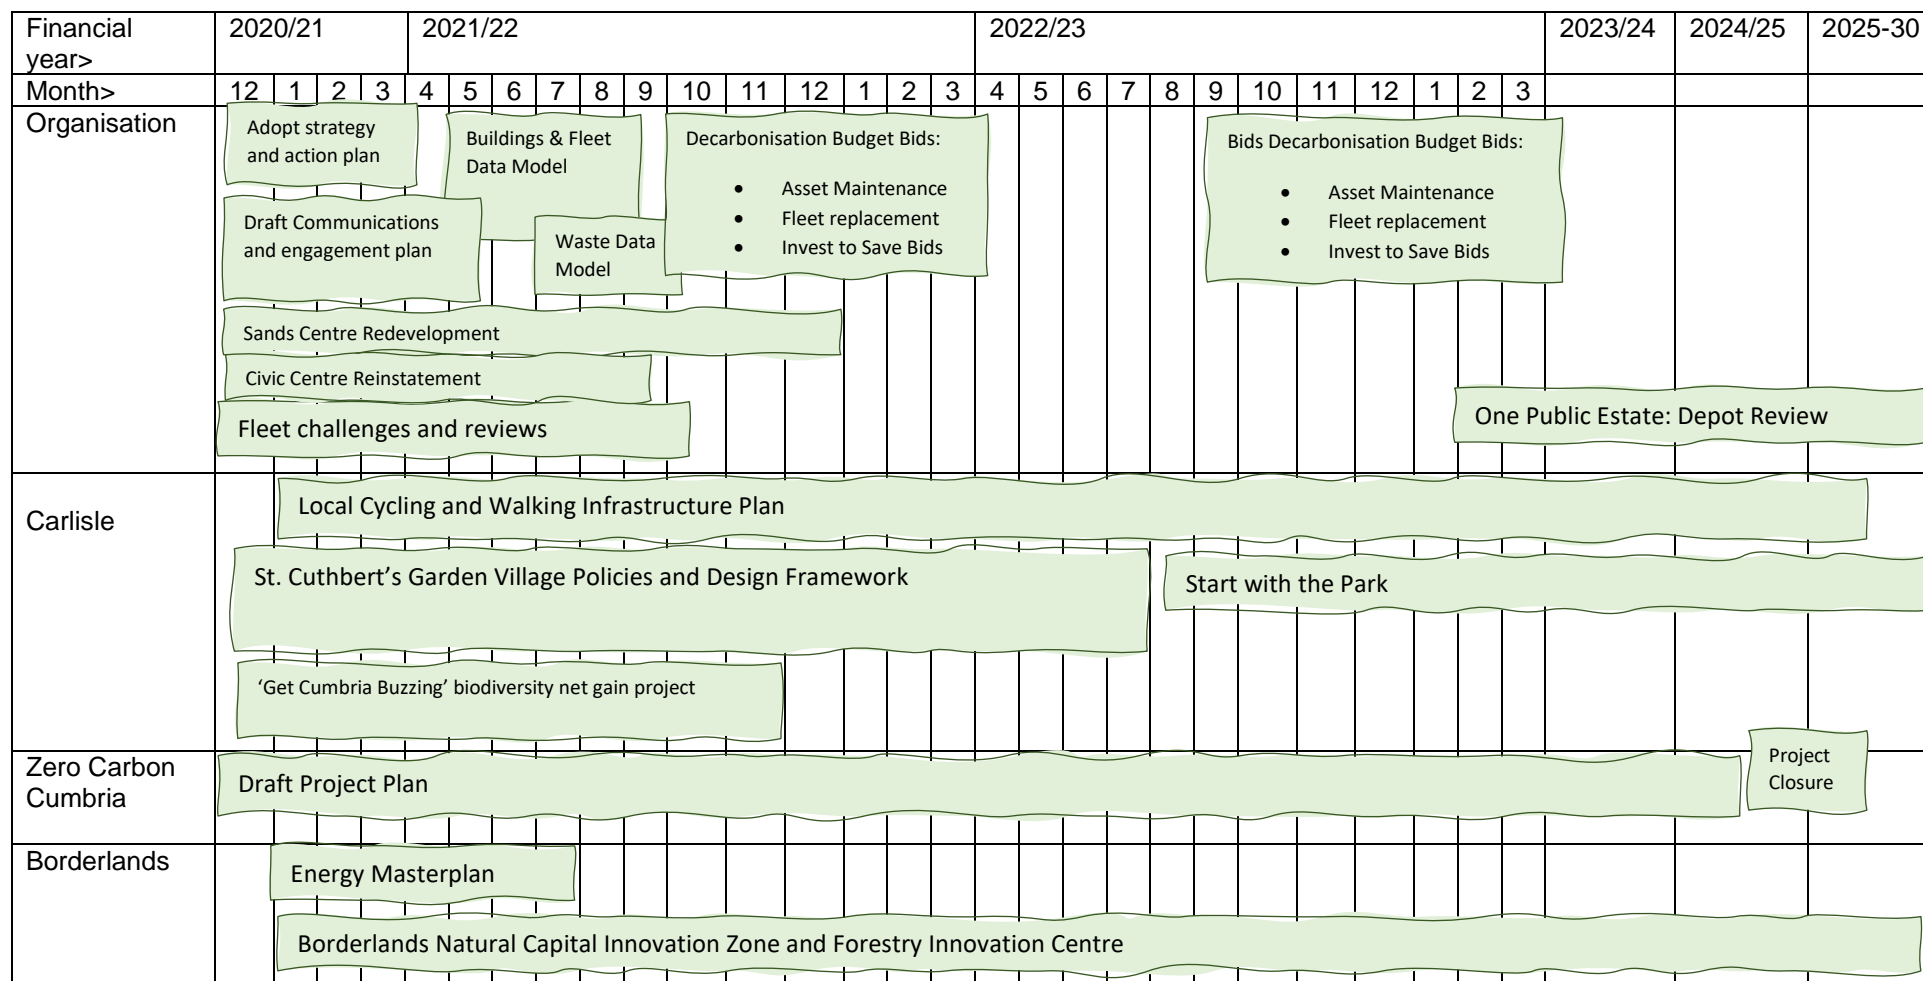 Financial year> 2020/21 2021/22 2022/23 2023/24 2024/25 2025-30
Month> 12 1 2 3 4 5 6 7 8 9 10 11 12 1 2 3 4 5 6 7 8 9 10 11 12 1 2 3
Organisation
Adopt strategy
and action plan
Buildings & Fleet
Data Model
Decarbonisation Budget Bids:
• Asset Maintenance
• Fleet replacement
• Invest to Save Bids
Bids Decarbonisation Budget Bids:
• Asset Maintenance
• Fleet replacement
• Invest to Save Bids
Draft Communications
and engagement plan
Waste Data
Model
Sands Centre Redevelopment
Civic Centre Reinstatement
Fleet challenges and reviews
One Public Estate: Depot Review
Carlisle
Local Cycling and Walking Infrastructure Plan
St. Cuthbert’s Garden Village Policies and Design Framework
Start with the Park
‘Get Cumbria Buzzing’ biodiversity net gain project
Zero Carbon
Cumbria
Draft Project Plan
Project
Closure
Borderlands
Energy Masterplan
Borderlands Natural Capital Innovation Zone and Forestry Innovation Centre